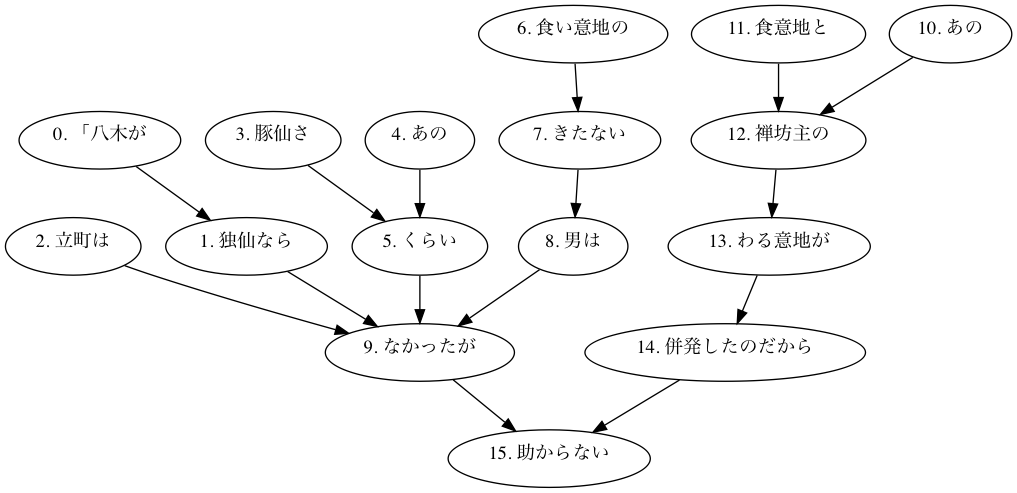 6. 食い意地の
11. 食意地と
10. あの
0. 「八木が
3. 豚仙さ
4. あの
7. きたない
12. 禅坊主の
2. 立町は
1. 独仙なら
5. くらい
8. 男は
13. わる意地が
9. なかったが
14. 併発したのだから
15. 助からない